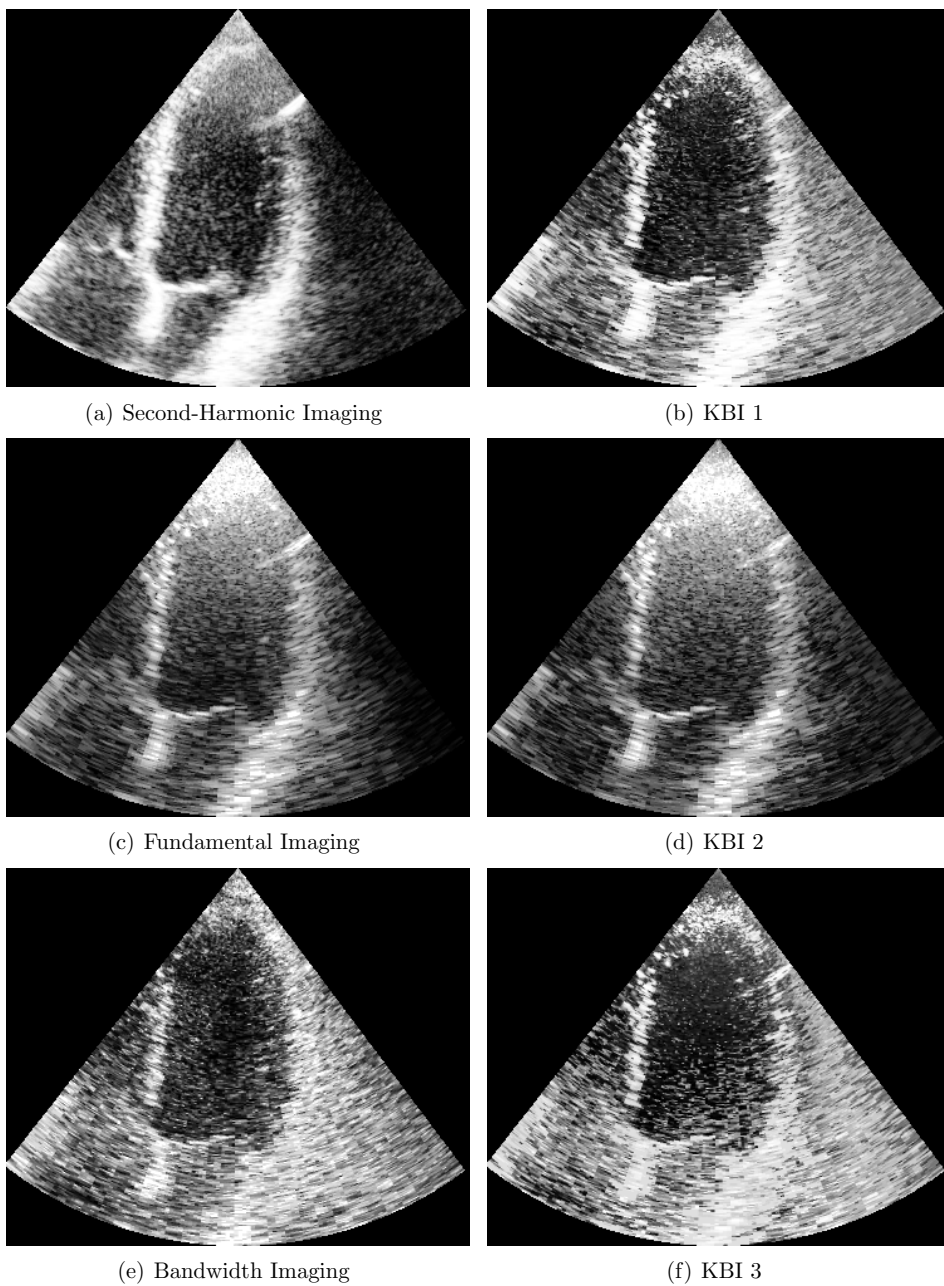 (a) Second-Harmonic Imaging
(b) KBI 1
(c) Fundamental Imaging
(d) KBI 2
(e) Bandwidth Imaging
(f) KBI 3